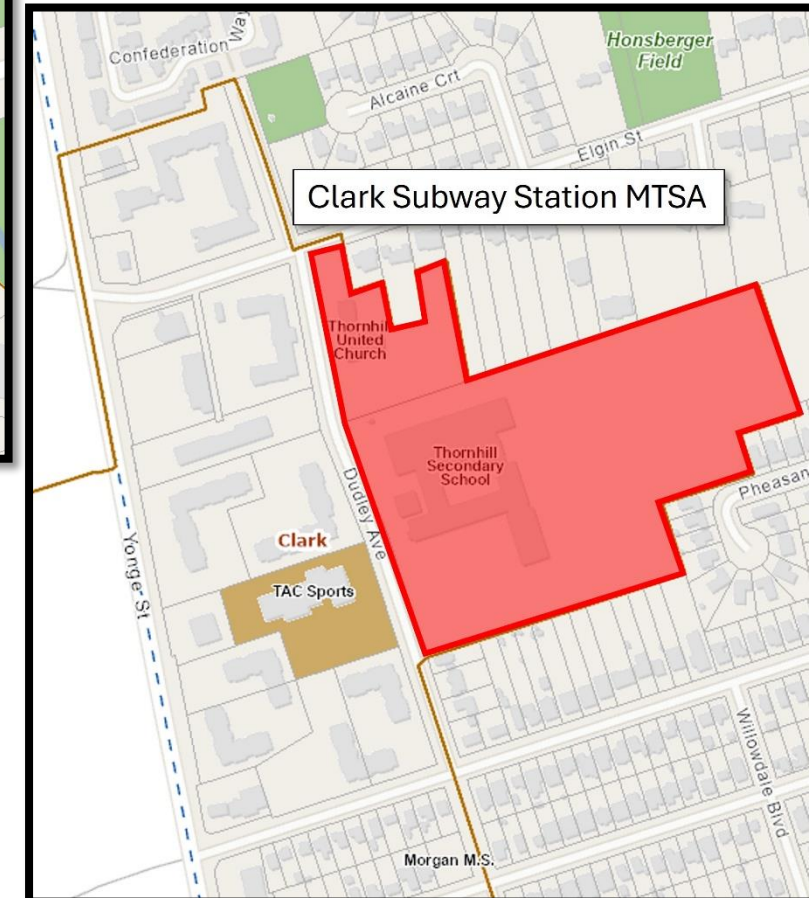 Confederation Way
Honsberger
Field
Alcaine Crt
Elgin St
Clark Subway Station MTSA
Thornhill
United
Church
Thornhill
Secondary
School
Pheasan
Dudley Ave
Clark
Yonge St
TAC Sports
Willowdale Blvd
Morgan M.S.